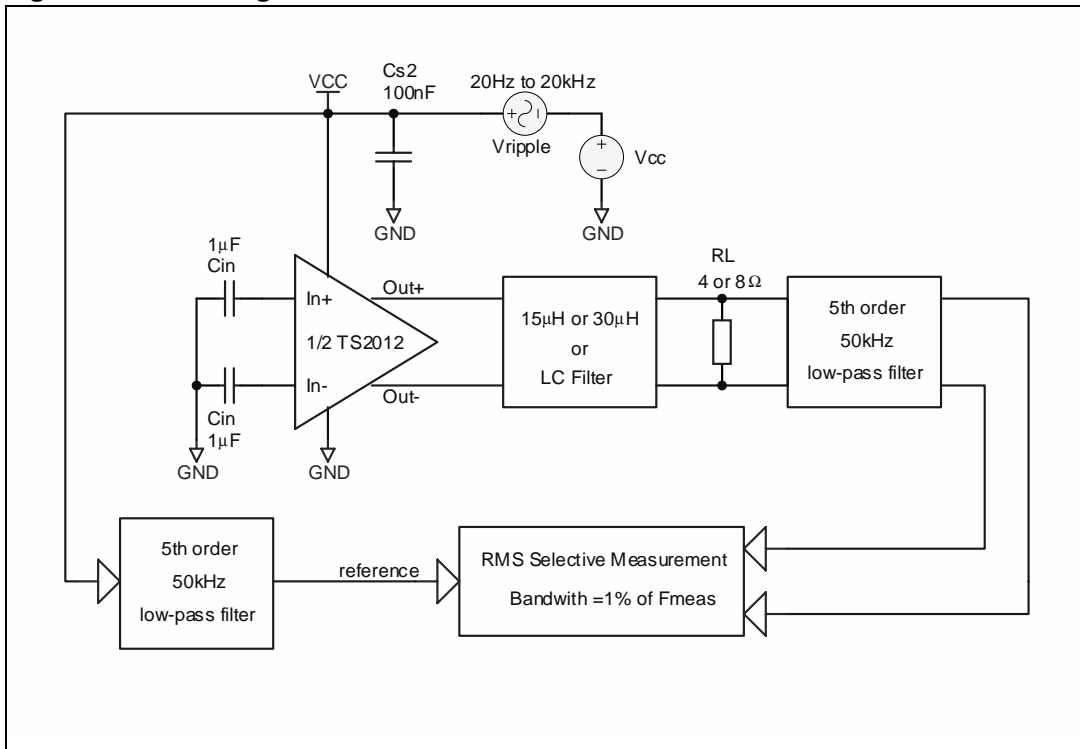 VCC
Cs2
100nF
20Hz to 20kHz
+
-
Vripple
+
-
Vcc
GND
GND
1μF
Cin
In+
Out+
1/2 TS2012
In-
Out-
Cin
1μF
GND
GND
15μH or 30μH
or
LC Filter
RL
4 or 8Ω
5th order
50kHz
low-pass filter
5th order
50kHz
low-pass filter
reference
RMS Selective Measurement
Bandwith =1% of Fmeas